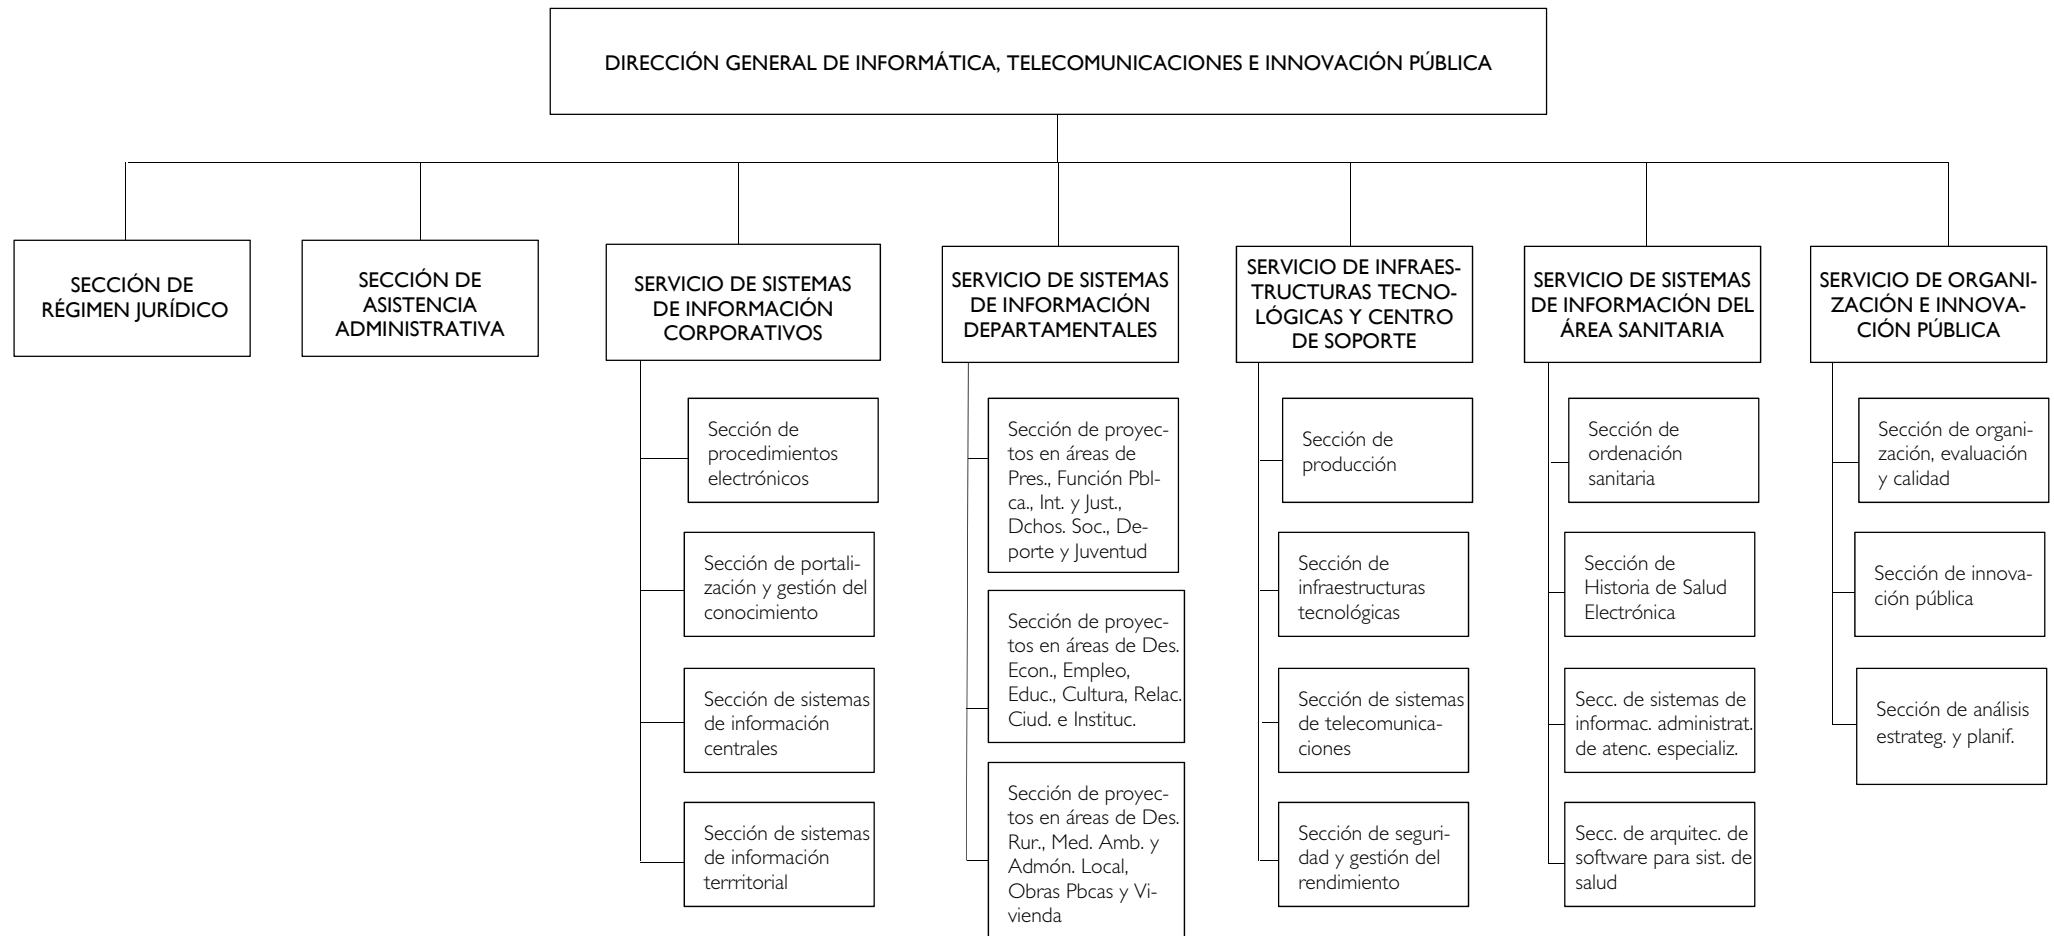 DIRECCIÓN GENERAL DE INFORMÁTICA, TELECOMUNICACIONES E INNOVACIÓN PÚBLICA
SECCIÓN DE
RÉGIMEN JURÍDICO
SECCIÓN DE
ASISTENCIA
ADMINISTRATIVA
SERVICIO DE SISTEMAS
DE INFORMACIÓN
CORPORATIVOS
Sección de
procedimientos
electrónicos
Sección de portali-
zación y gestión del
conocimiento
Sección de sistemas
de información
centrales
Sección de sistemas
de información
terrritorial
SERVICIO DE SISTEMAS
DE INFORMACIÓN
DEPARTAMENTALES
Sección de proyec-
tos en áreas de
Pres., Función Pbl-
ca., Int. y Just.,
Dchos. Soc., De-
porte y Juventud
Sección de proyec-
tos en áreas de Des.
Econ., Empleo,
Educ., Cultura, Relac.
Ciud. e Instituc.
Sección de proyec-
tos en áreas de Des.
Rur., Med. Amb. y
Admón. Local,
Obras Pbcas y Vi-
vienda
SERVICIO DE INFRAES-
TRUCTURAS TECNO-
LÓGICAS Y CENTRO
DE SOPORTE
Sección de
producción
Sección de
infraestructuras
tecnológicas
Sección de sistemas
de telecomunica-
ciones
Sección de seguri-
dad y gestión del
rendimiento
SERVICIO DE SISTEMAS
DE INFORMACIÓN DEL
ÁREA SANITARIA
Sección de
ordenación
sanitaria
Sección de
Historia de Salud
Electrónica
Secc. de sistemas de
informac. administrat.
de atenc. especializ.
Secc. de arquitec. de
software para sist. de
salud
SERVICIO DE ORGANI-
ZACIÓN E INNOVA-
CIÓN PÚBLICA
Sección de organi-
zación, evaluación
y calidad
Sección de innova-
ción pública
Sección de análisis
estrateg. y planif.